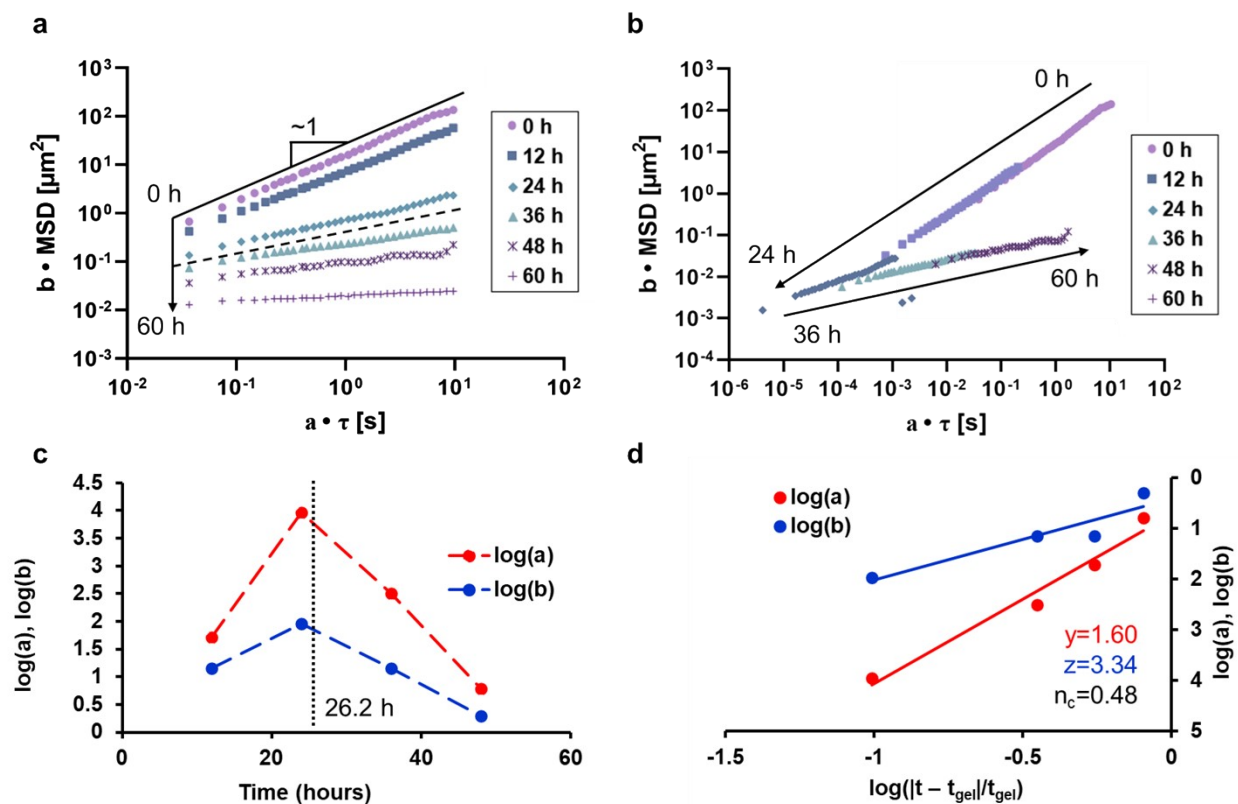 a
b • MSD [μm²]
10³
10²
10¹
10⁰
10⁻¹
10⁻²
10⁻³
10⁻²
10⁻¹
10⁰
10¹
10²
a • τ [s]
~1
0 h
60 h
0 h
12 h
24 h
36 h
48 h
60 h
b
b • MSD [μm²]
10³
10²
10¹
10⁰
10⁻¹
10⁻²
10⁻³
10⁻⁴
10⁻⁶
10⁻⁵
10⁻⁴
10⁻³
10⁻²
10⁻¹
10⁰
10¹
10²
a • τ [s]
0 h
24 h
36 h
60 h
0 h
12 h
24 h
36 h
48 h
60 h
c
log(a), log(b)
4.5
4
3.5
3
2.5
2
1.5
1
0.5
0
0
20
40
60
Time (hours)
26.2 h
log(a)
log(b)
d
log(a)
log(b)
y=1.60
z=3.34
n_c=0.48
0
1
2
3
4
5
log(a), log(b)
-1.5
-1
-0.5
0
log(|t – t_gel|/t_gel)